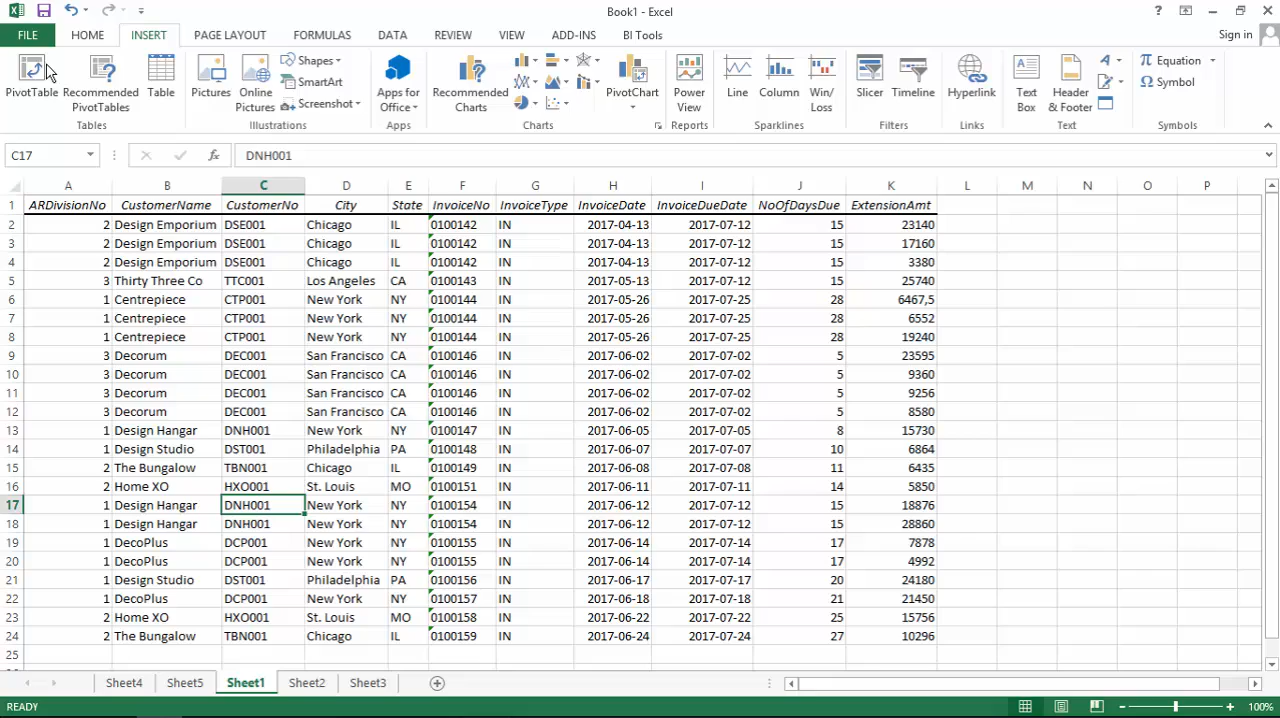 Book1 - Excel
?
FILE HOME INSERT PAGE LAYOUT FORMULAS DATA REVIEW VIEW ADD-INS BI Tools Sign in
PivotTable Recommended PivotTables Table Pictures Online Pictures Shapes SmartArt Screenshot Apps for Office Recommended Charts PivotChart Power View Line Column Win/Loss Slicer Timeline Hyperlink Text Box Header & Footer Equation Symbol
Tables Illustrations Apps Charts Reports Sparklines Filters Links Text Symbols
C17 fx DNH001
A B C D E F G H I J K L M N O P
1 ARDivisionNo CustomerName CustomerNo City State InvoiceNo InvoiceType InvoiceDate InvoiceDueDate NoOfDaysDue ExtensionAmt
2 2 Design Emporium DSE001 Chicago IL 0100142 IN 2017-04-13 2017-07-12 15 23140
3 2 Design Emporium DSE001 Chicago IL 0100142 IN 2017-04-13 2017-07-12 15 17160
4 2 Design Emporium DSE001 Chicago IL 0100142 IN 2017-04-13 2017-07-12 15 3380
5 3 Thirty Three Co TTC001 Los Angeles CA 0100143 IN 2017-05-13 2017-07-12 15 25740
6 1 Centrepiece CTP001 New York NY 0100144 IN 2017-05-26 2017-07-25 28 6467,5
7 1 Centrepiece CTP001 New York NY 0100144 IN 2017-05-26 2017-07-25 28 6552
8 1 Centrepiece CTP001 New York NY 0100144 IN 2017-05-26 2017-07-25 28 19240
9 3 Decorum DEC001 San Francisco CA 0100146 IN 2017-06-02 2017-07-02 5 23595
10 3 Decorum DEC001 San Francisco CA 0100146 IN 2017-06-02 2017-07-02 5 9360
11 3 Decorum DEC001 San Francisco CA 0100146 IN 2017-06-02 2017-07-02 5 9256
12 3 Decorum DEC001 San Francisco CA 0100146 IN 2017-06-02 2017-07-02 5 8580
13 1 Design Hangar DNH001 New York NY 0100147 IN 2017-06-05 2017-07-05 8 15730
14 1 Design Studio DST001 Philadelphia PA 0100148 IN 2017-06-07 2017-07-07 10 6864
15 2 The Bungalow TBN001 Chicago IL 0100149 IN 2017-06-08 2017-07-08 11 6435
16 2 Home XO HXO001 St. Louis MO 0100151 IN 2017-06-11 2017-07-11 14 5850
17 1 Design Hangar DNH001 New York NY 0100154 IN 2017-06-12 2017-07-12 15 18876
18 1 Design Hangar DNH001 New York NY 0100154 IN 2017-06-12 2017-07-12 15 28860
19 1 DecoPlus DCP001 New York NY 0100155 IN 2017-06-14 2017-07-14 17 7878
20 1 DecoPlus DCP001 New York NY 0100155 IN 2017-06-14 2017-07-14 17 4992
21 1 Design Studio DST001 Philadelphia PA 0100156 IN 2017-06-17 2017-07-17 20 24180
22 1 DecoPlus DCP001 New York NY 0100157 IN 2017-06-18 2017-07-18 21 21450
23 2 Home XO HXO001 St. Louis MO 0100158 IN 2017-06-22 2017-07-22 25 15756
24 2 The Bungalow TBN001 Chicago IL 0100159 IN 2017-06-24 2017-07-24 27 10296
25
Sheet4 Sheet5 Sheet1 Sheet2 Sheet3
READY 100%